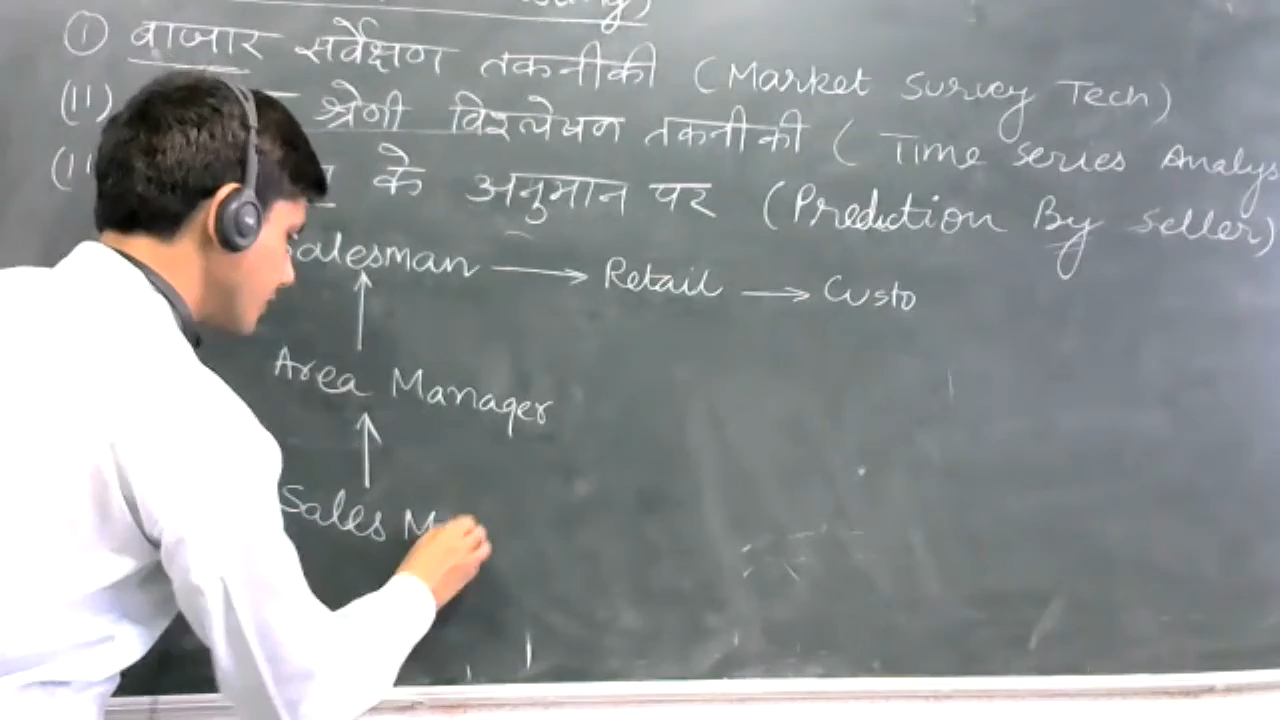 ① बाजार सर्वेक्षण तकनीकी (Market Survey Tech)
(II) श्रेणी विश्लेषण तकनीकी ( Time Series Analys
के अनुमान पर (Prediction By Seller)
Salesman → Retail → Custo
↑
Area Manager
↑
Sales M